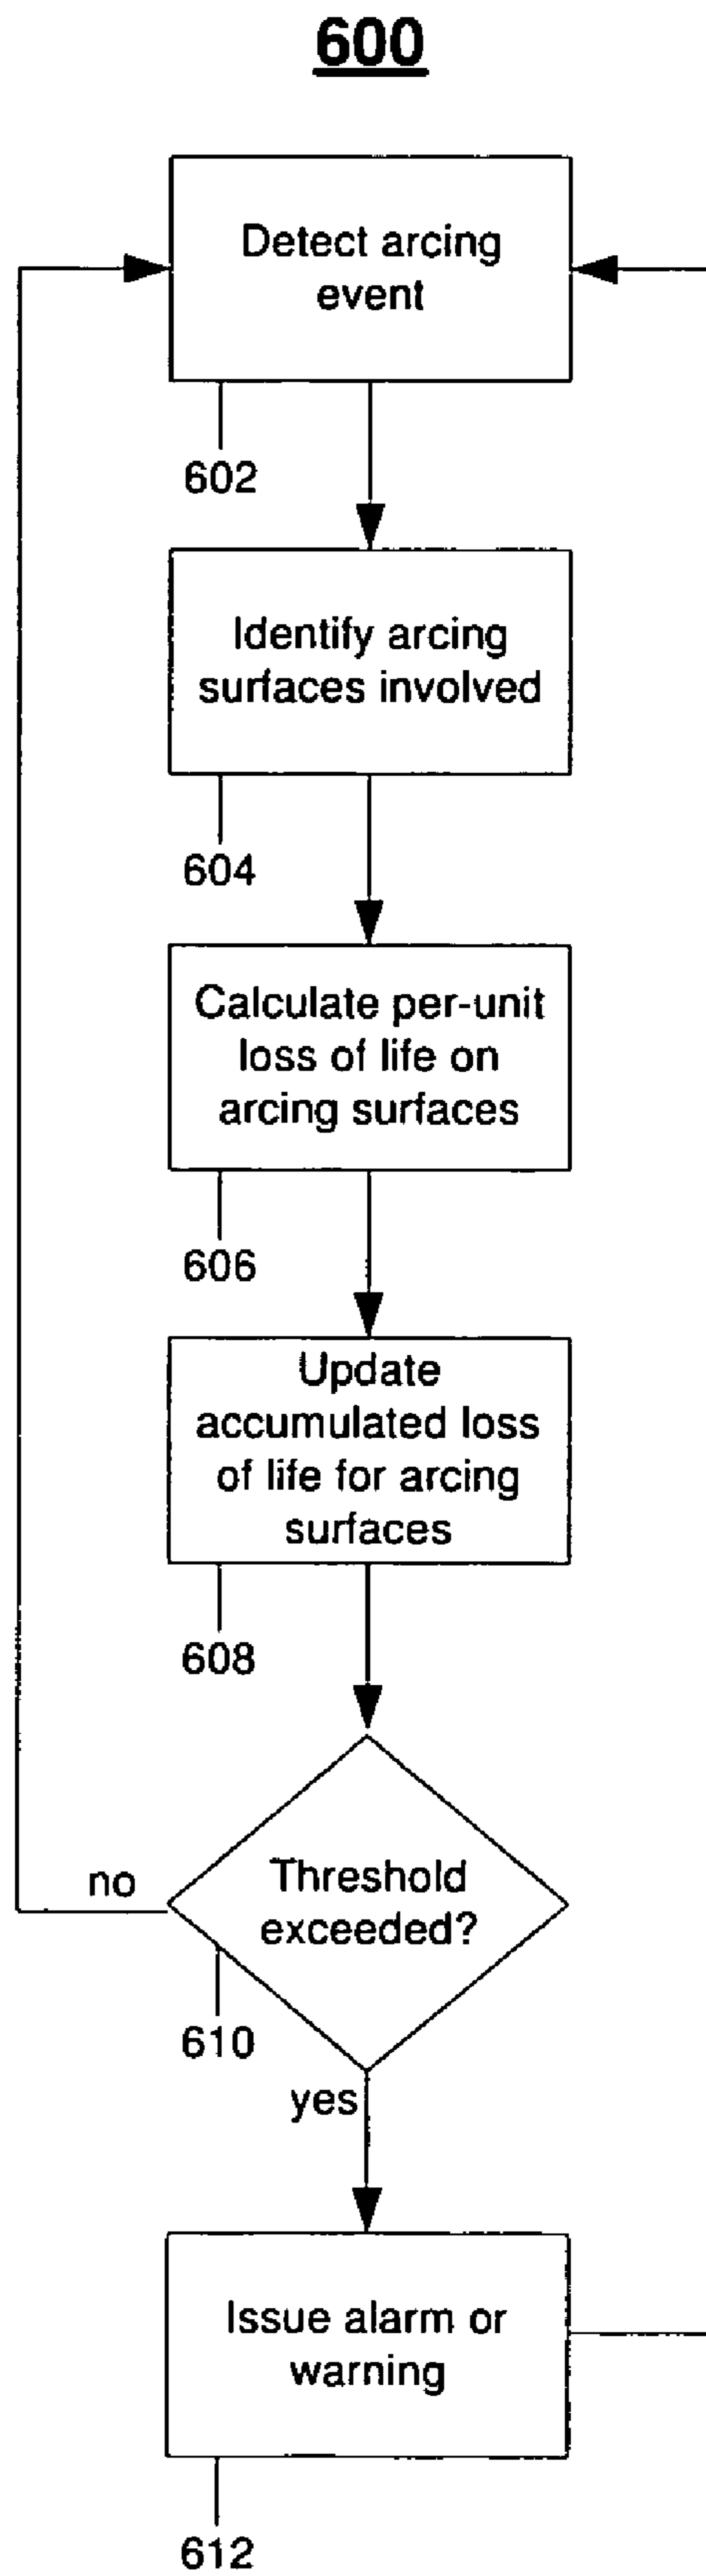 600
Detect arcing
event
602
Identify arcing
surfaces involved
604
Calculate per-unit
loss of life on
arcing surfaces
606
Update
accumulated loss
of life for arcing
surfaces
608
no
Threshold
exceeded?
610
yes
Issue alarm or
warning
612